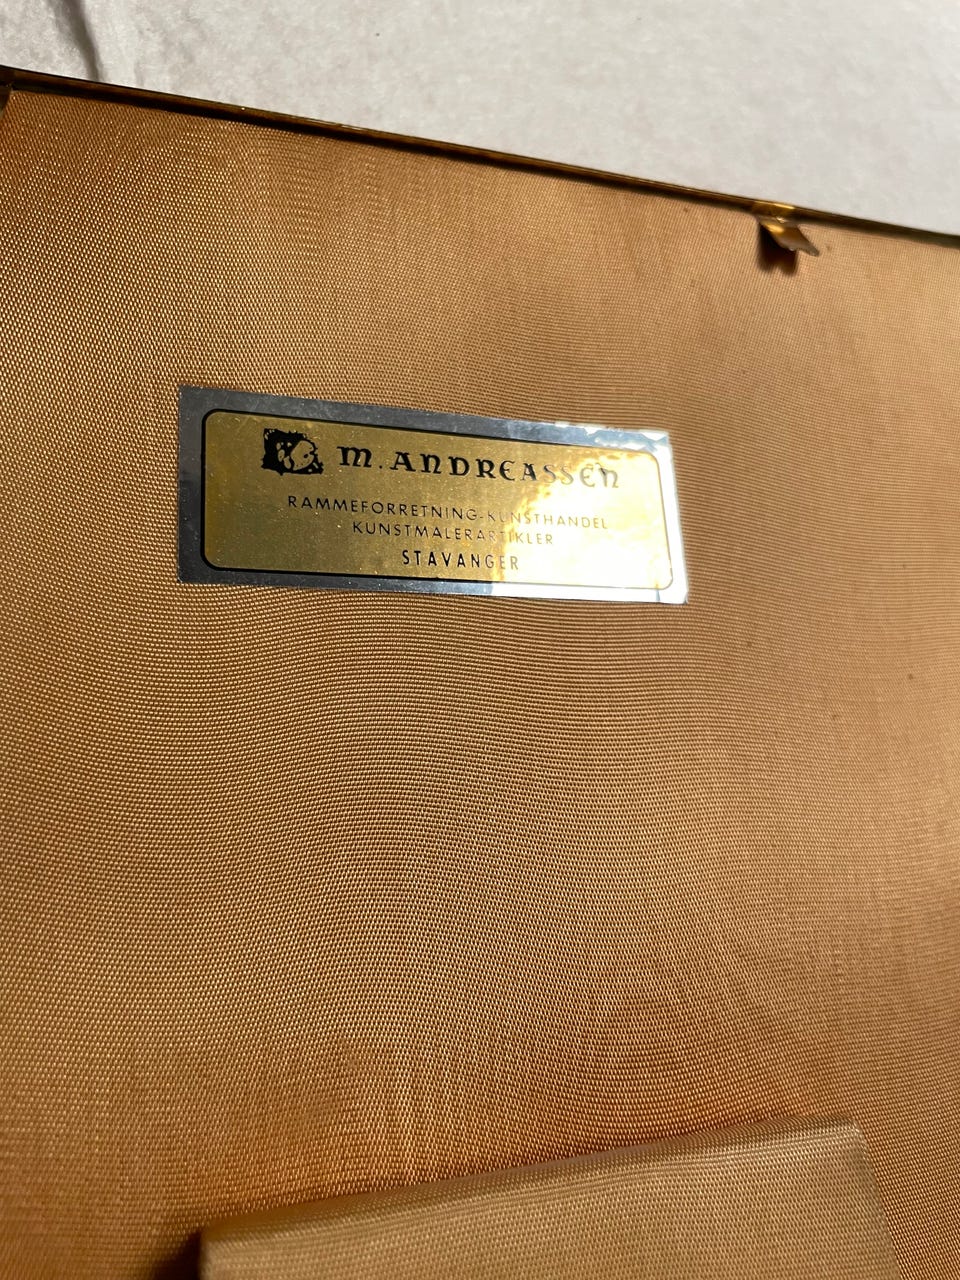 M. ANDREASSEN
RAMMEFORRETNING-KUNSTHANDEL
KUNSTMALERARTIKLER
STAVANGER